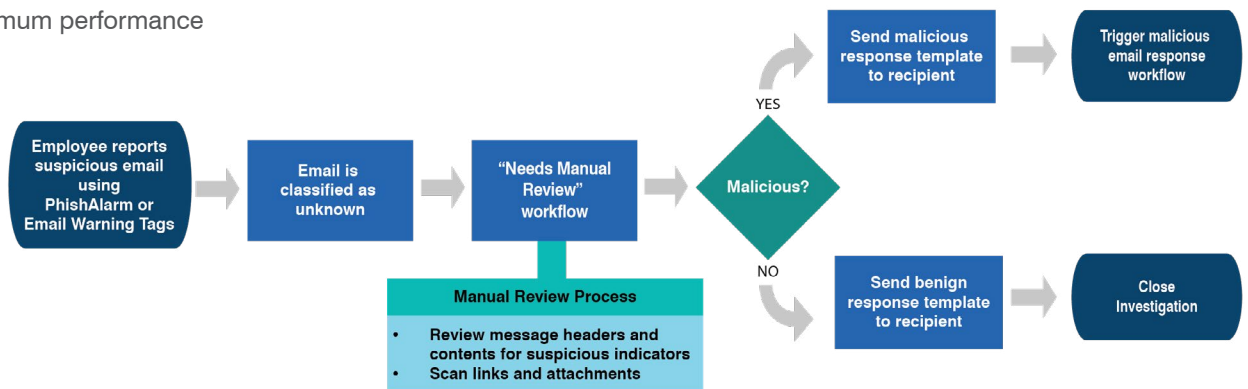 mum performance
Employee reports
suspicious email
using
PhishAlarm or
Email Warning Tags
Email is
classified as
unknown
“Needs Manual
Review”
workflow
Manual Review Process
• Review message headers and
contents for suspicious indicators
• Scan links and attachments
Malicious?
YES
Send malicious
response template
to recipient
Trigger malicious
email response
workflow
NO
Send benign
response template
to recipient
Close
Investigation